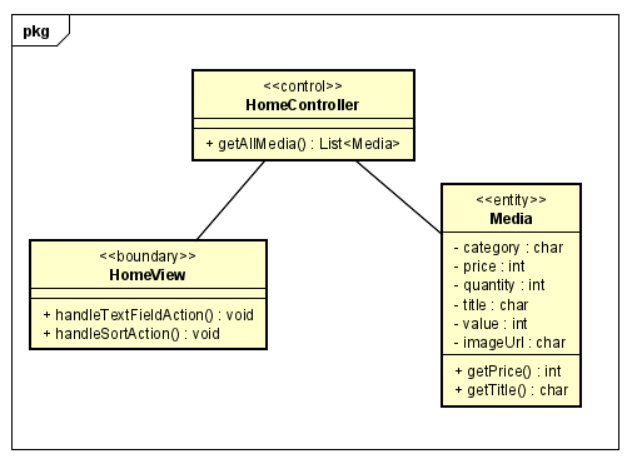 pkg
<<control>>
HomeController
+ getAllMedia() : List<Media>
<<boundary>>
HomeView
+ handleTextFieldAction() : void
+ handleSortAction() : void
<<entity>>
Media
- category : char
- price : int
- quantity : int
- title : char
- value : int
- imageUrl : char
+ getPrice() : int
+ getTitle() : char